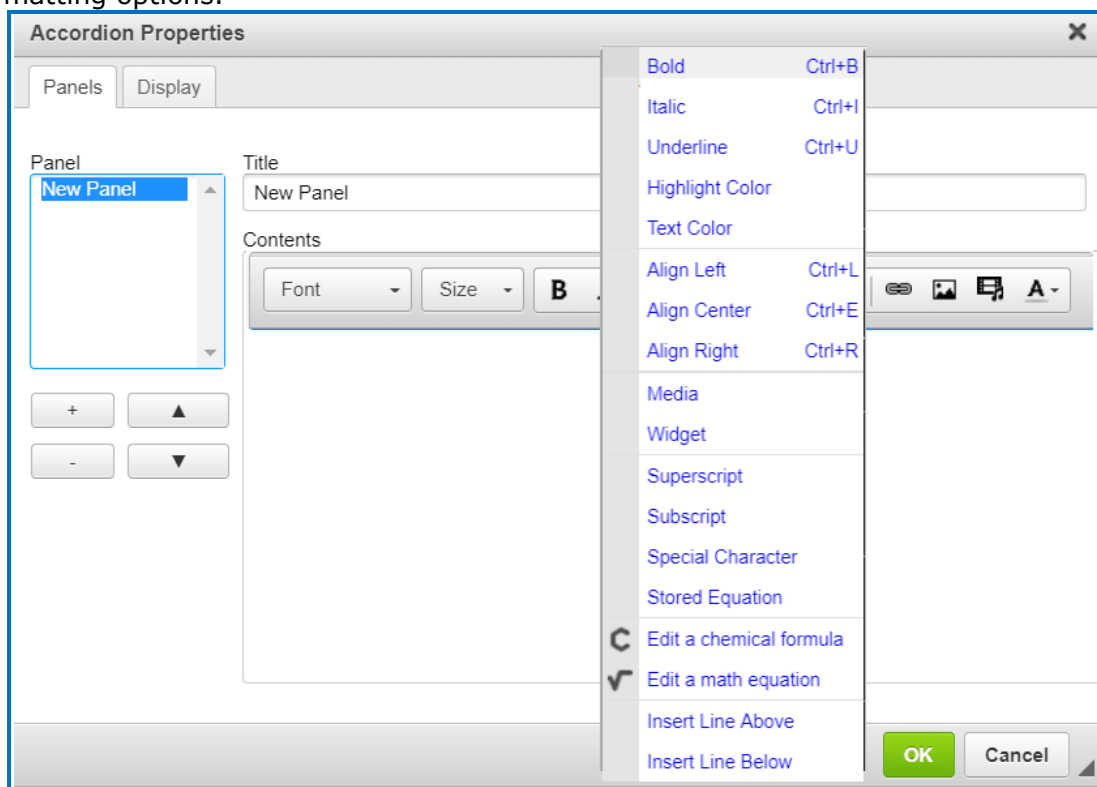 matting options.
Accordion Properties
Panels Display
Panel
New Panel
Title
New Panel
Contents
Font Size B A
Bold Ctrl+B
Italic Ctrl+I
Underline Ctrl+U
Highlight Color
Text Color
Align Left Ctrl+L
Align Center Ctrl+E
Align Right Ctrl+R
Media
Widget
Superscript
Subscript
Special Character
Stored Equation
Edit a chemical formula
Edit a math equation
Insert Line Above
Insert Line Below
+
-
OK Cancel